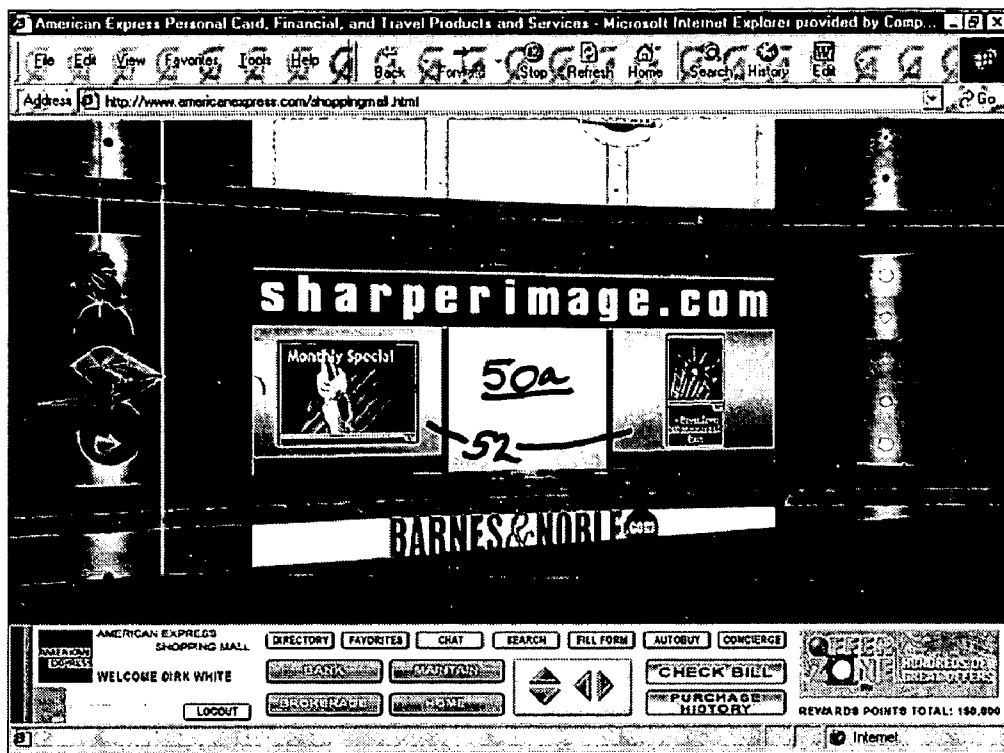 American Express Personal Card, Financial, and Travel Products and Services - Microsoft Internet Explorer provided by Comp...
File Edit View Favorites Tools Help Back Forward Stop Refresh Home Search History Edit
Address http://www.americanexpress.com/shoppingmall.html Go
sharperimage.com
Monthly Special
50a
52
BARNES & NOBLE .com
AMERICAN EXPRESS
SHOPPING MALL
AMERICAN EXPRESS
WELCOME DIRK WHITE
LOGOUT
DIRECTORY FAVORITES CHAT SEARCH FILL FORM AUTOBUY CONCIERGE
BANK MAINTAIN CHECK BILL
BROKERAGE HOME PURCHASE HISTORY
OFFER ZONE
HUNDREDS OF
GREAT OFFERS
REWARDS POINTS TOTAL: 150,000
Internet